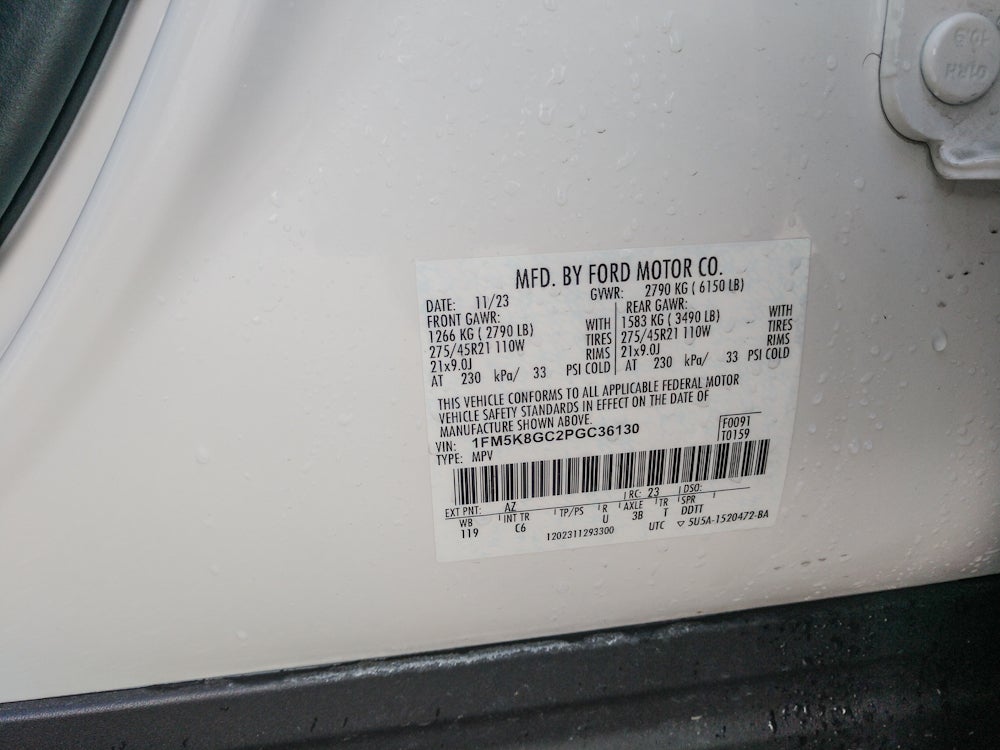 10.9
01RH
MFD. BY FORD MOTOR CO.
DATE: 11/23 GVWR: 2790 KG ( 6150 LB)
FRONT GAWR: REAR GAWR:
1266 KG ( 2790 LB) WITH 1583 KG ( 3490 LB) WITH
275/45R21 110W TIRES 275/45R21 110W TIRES
21x9.0J RIMS 21x9.0J RIMS
AT 230 kPa/ 33 PSI COLD AT 230 kPa/ 33 PSI COLD
THIS VEHICLE CONFORMS TO ALL APPLICABLE FEDERAL MOTOR
VEHICLE SAFETY STANDARDS IN EFFECT ON THE DATE OF
MANUFACTURE SHOWN ABOVE.
VIN: 1FM5K8GC2PGC36130 F0091
TYPE: MPV T0159
EXT PNT: AZ RC: 23 DSO:
WB INT TR TP/PS R AXLE TR SPR
119 C6 U 3B T DDTT
1202311293300 UTC ▽ 5U5A-1520472-BA